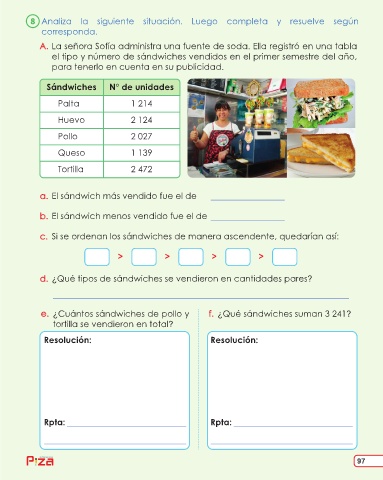 8 Analiza la siguiente situación. Luego completa y resuelve según
corresponda.
A. La señora Sofía administra una fuente de soda. Ella registró en una tabla
el tipo y número de sándwiches vendidos en el primer semestre del año,
para tenerlo en cuenta en su publicidad.
Sándwiches N° de unidades
Palta 1 214
Huevo 2 124
Pollo 2 027
Queso 1 139
Tortilla 2 472
a. El sándwich más vendido fue el de
b. El sándwich menos vendido fue el de
c. Si se ordenan los sándwiches de manera ascendente, quedarían así:
> > > >
d. ¿Qué tipos de sándwiches se vendieron en cantidades pares?
e. ¿Cuántos sándwiches de pollo y
tortilla se vendieron en total?
Resolución:
Rpta:
f. ¿Qué sándwiches suman 3 241?
Resolución:
Rpta:
97